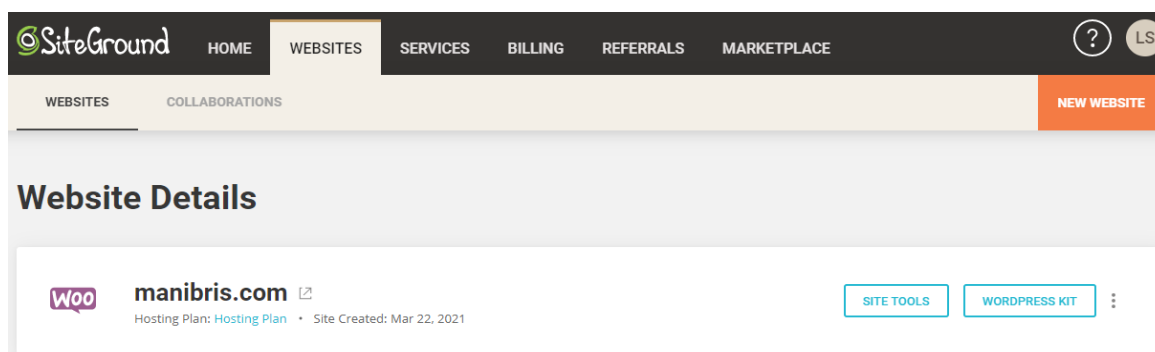 SiteGround HOME WEBSITES SERVICES BILLING REFERRALS MARKETPLACE ? LS
WEBSITES COLLABORATIONS NEW WEBSITE
Website Details
Woo manibris.com SITE TOOLS WORDPRESS KIT
Hosting Plan: Hosting Plan • Site Created: Mar 22, 2021